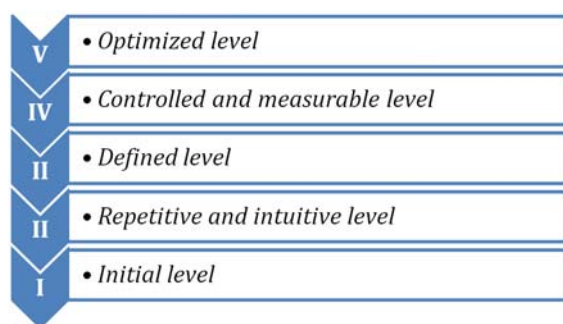 V • Optimized level
IV • Controlled and measurable level
II • Defined level
II • Repetitive and intuitive level
I • Initial level